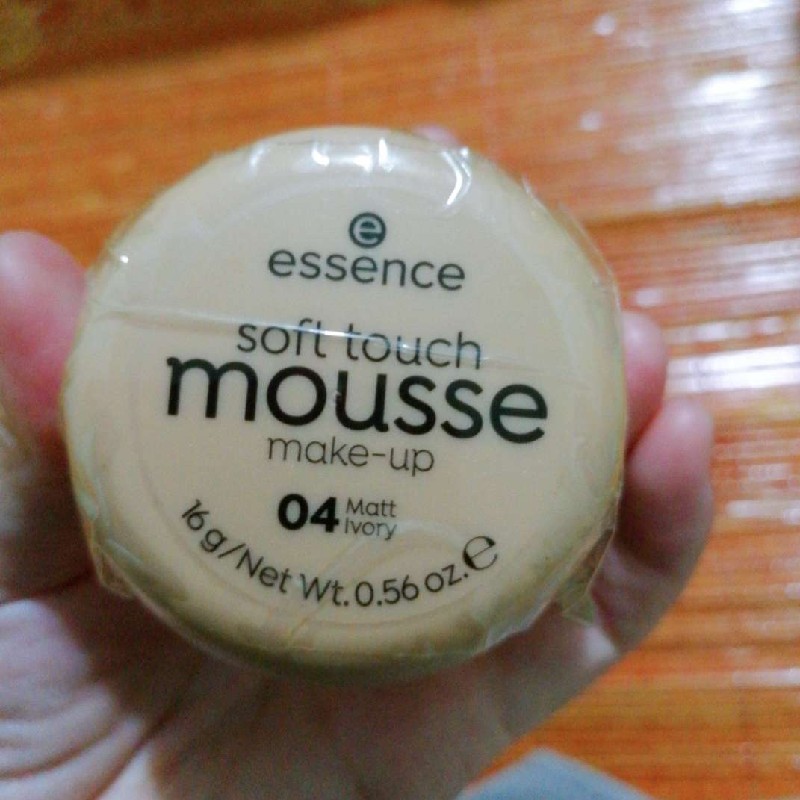 e
essence
soft touch
mousse
make-up
04 Matt
Ivory
16 g/Net Wt. 0.56 oz. ℮